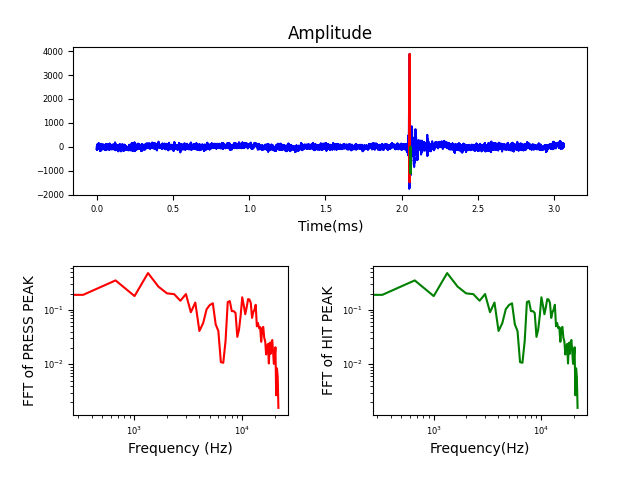 Amplitude
4000
3000
2000
1000
0
−1000
−2000
0.0 0.5 1.0 1.5 2.0 2.5 3.0
Time(ms)
FFT of PRESS PEAK
10⁻¹
10⁻²
10³ 10⁴
Frequency (Hz)
FFT of HIT PEAK
10⁻¹
10⁻²
10³ 10⁴
Frequency(Hz)